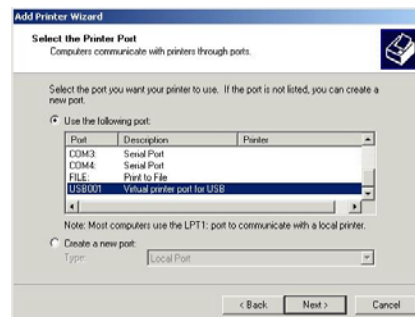 Add Printer Wizard
Select the Printer Port
Computers communicate with printers through ports.
Select the port you want your printer to use. If the port is not listed, you can create a
new port.
Use the following port:
Port Description Printer
COM3: Serial Port
COM4: Serial Port
FILE: Print to File
USB001 Virtual printer port for USB
Note: Most computers use the LPT1: port to communicate with a local printer.
Create a new port:
Type: Local Port
< Back Next > Cancel